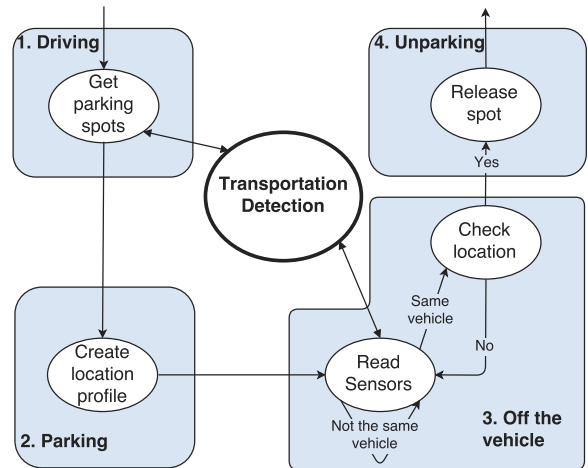 1. Driving
Get
parking
spots
4. Unparking
Release
spot
Yes
Transportation
Detection
Check
location
Same
vehicle
No
Create
location
profile
Read
Sensors
Not the same
vehicle
2. Parking
3. Off the
vehicle